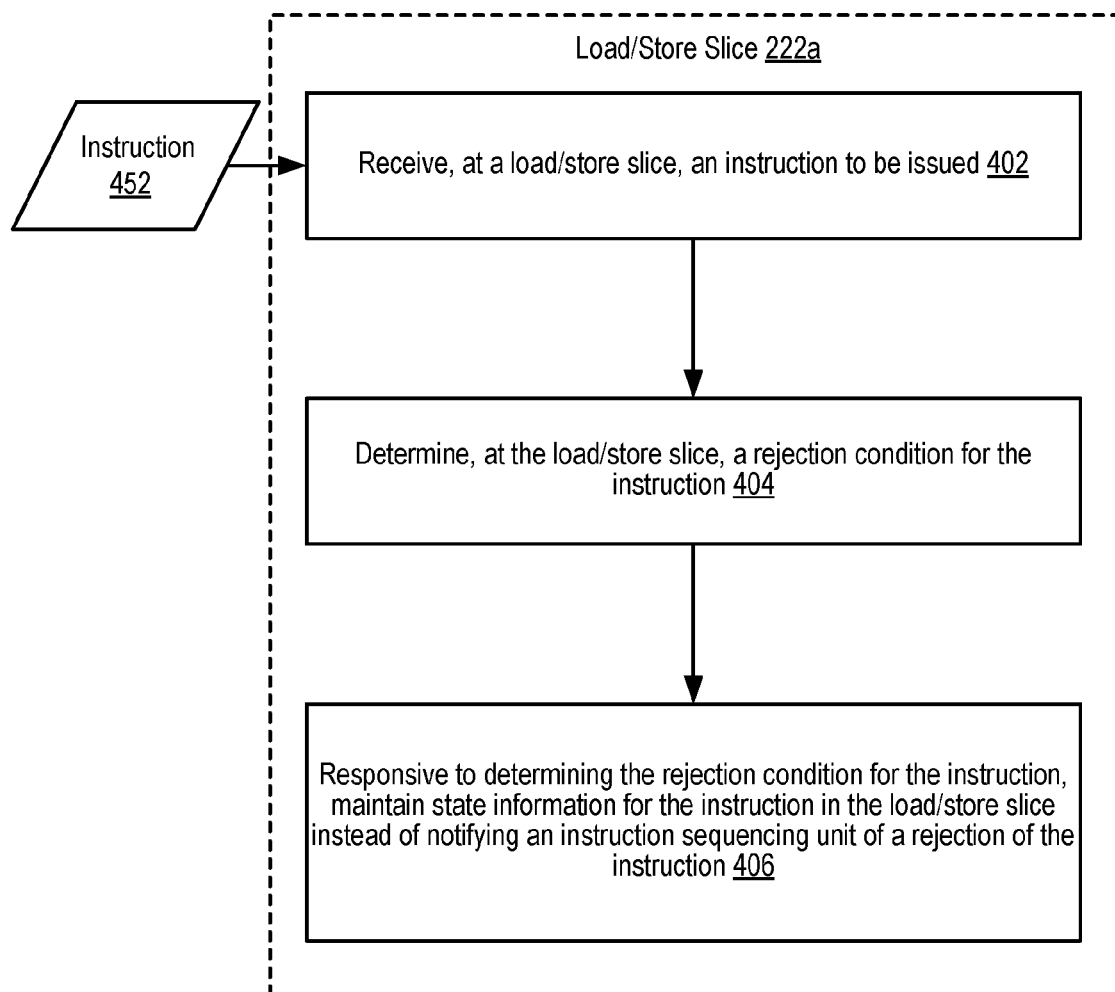 Load/Store Slice 222a
Instruction
452
Receive, at a load/store slice, an instruction to be issued 402
Determine, at the load/store slice, a rejection condition for the
instruction 404
Responsive to determining the rejection condition for the instruction,
maintain state information for the instruction in the load/store slice
instead of notifying an instruction sequencing unit of a rejection of the
instruction 406